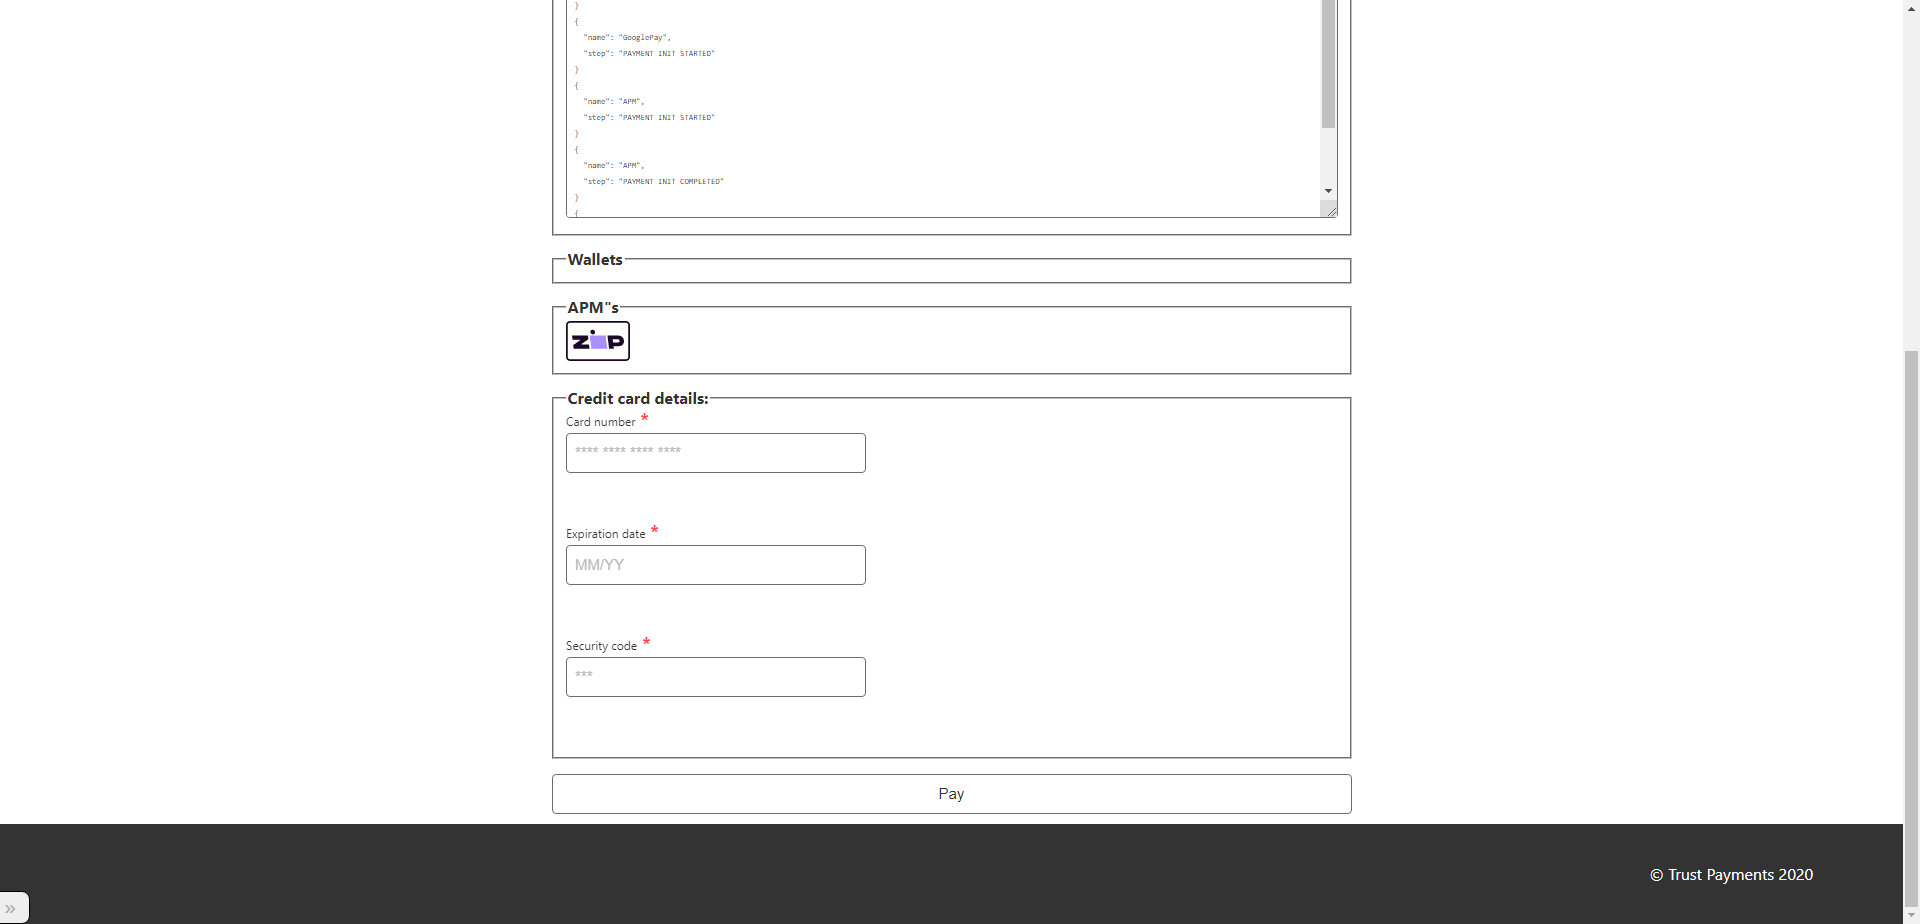 }
{
"name": "GooglePay",
"step": "PAYMENT INIT STARTED"
}
{
"name": "APM",
"step": "PAYMENT INIT STARTED"
}
{
"name": "APM",
"step": "PAYMENT INIT COMPLETED"
}
{
Wallets
APM"s
zip
Credit card details:
Card number *
**** **** **** ****
Expiration date *
MM/YY
Security code *
***
Pay
© Trust Payments 2020
»